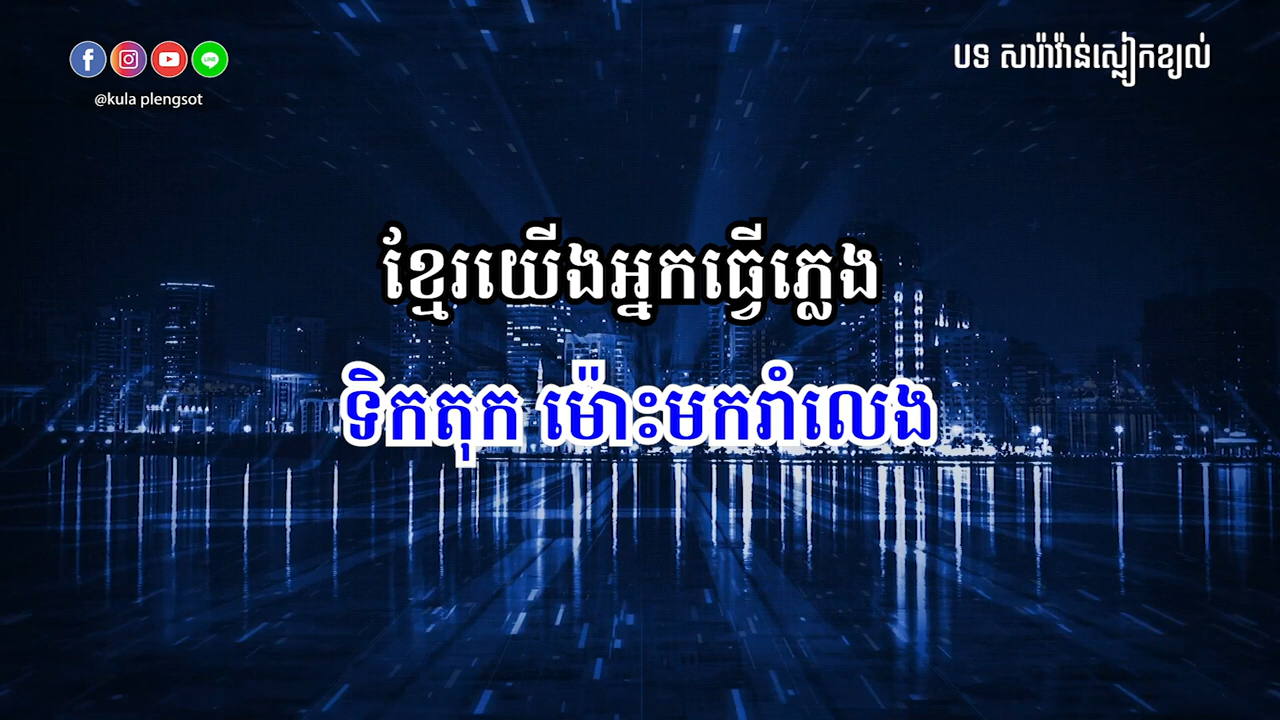 @kula plengsot
បទ សារ៉ាវ៉ាន់ស្លៀកខ្យល់
ខ្មែរយើងអ្នកធ្វើភ្លេង
ទិកតុក ម៉ោះមករាំលេង